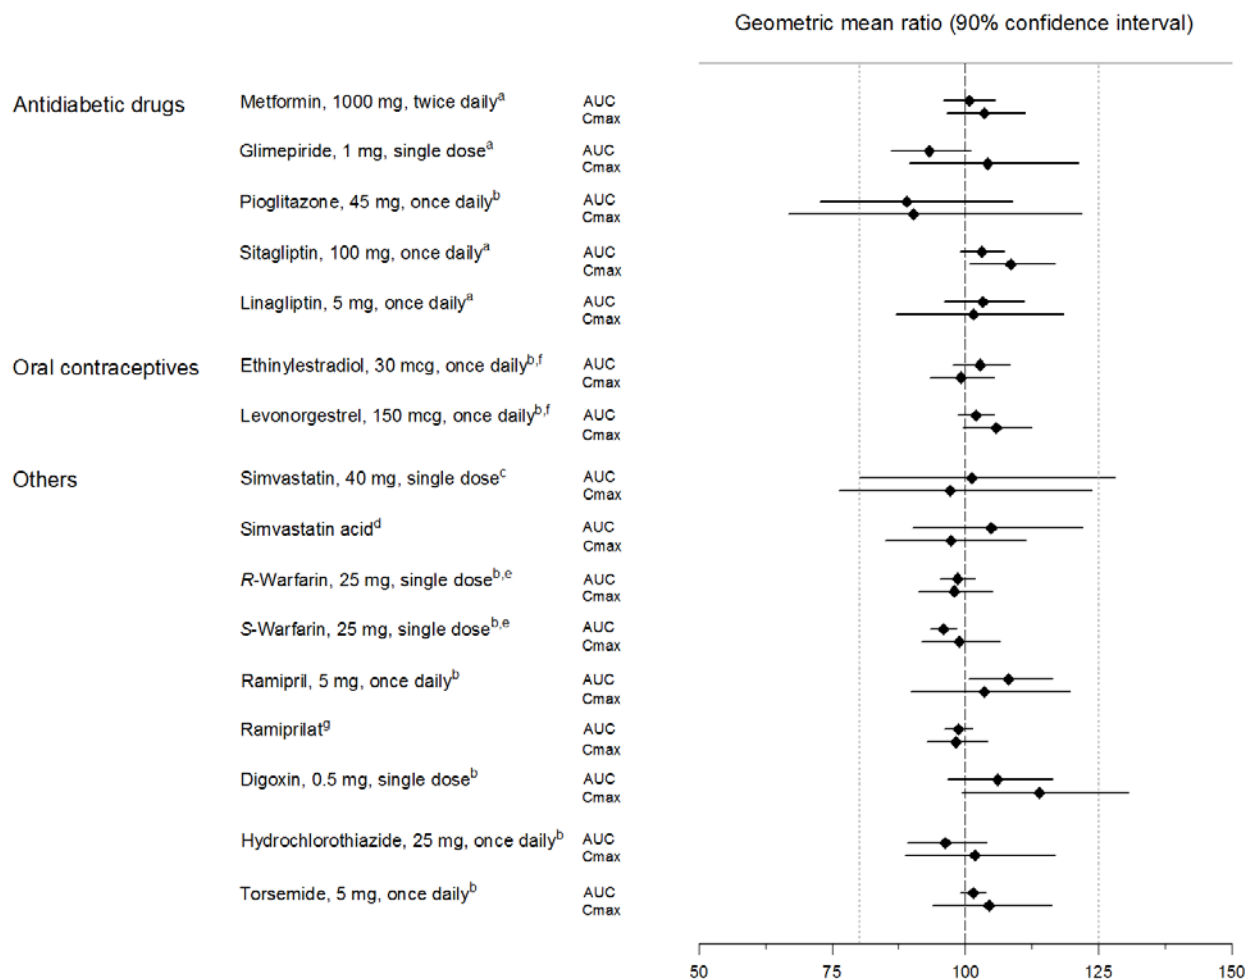 Geometric mean ratio (90% confidence interval)
Antidiabetic drugs
Metformin, 1000 mg, twice daily^a AUC
Cmax
Glimepiride, 1 mg, single dose^a AUC
Cmax
Pioglitazone, 45 mg, once daily^b AUC
Cmax
Sitagliptin, 100 mg, once daily^a AUC
Cmax
Linagliptin, 5 mg, once daily^a AUC
Cmax
Oral contraceptives
Ethinylestradiol, 30 mcg, once daily^b,f AUC
Cmax
Levonorgestrel, 150 mcg, once daily^b,f AUC
Cmax
Others
Simvastatin, 40 mg, single dose^c AUC
Cmax
Simvastatin acid^d AUC
Cmax
R-Warfarin, 25 mg, single dose^b,e AUC
Cmax
S-Warfarin, 25 mg, single dose^b,e AUC
Cmax
Ramipril, 5 mg, once daily^b AUC
Cmax
Ramiprilat^g AUC
Cmax
Digoxin, 0.5 mg, single dose^b AUC
Cmax
Hydrochlorothiazide, 25 mg, once daily^b AUC
Cmax
Torsemide, 5 mg, once daily^b AUC
Cmax
50 75 100 125 150